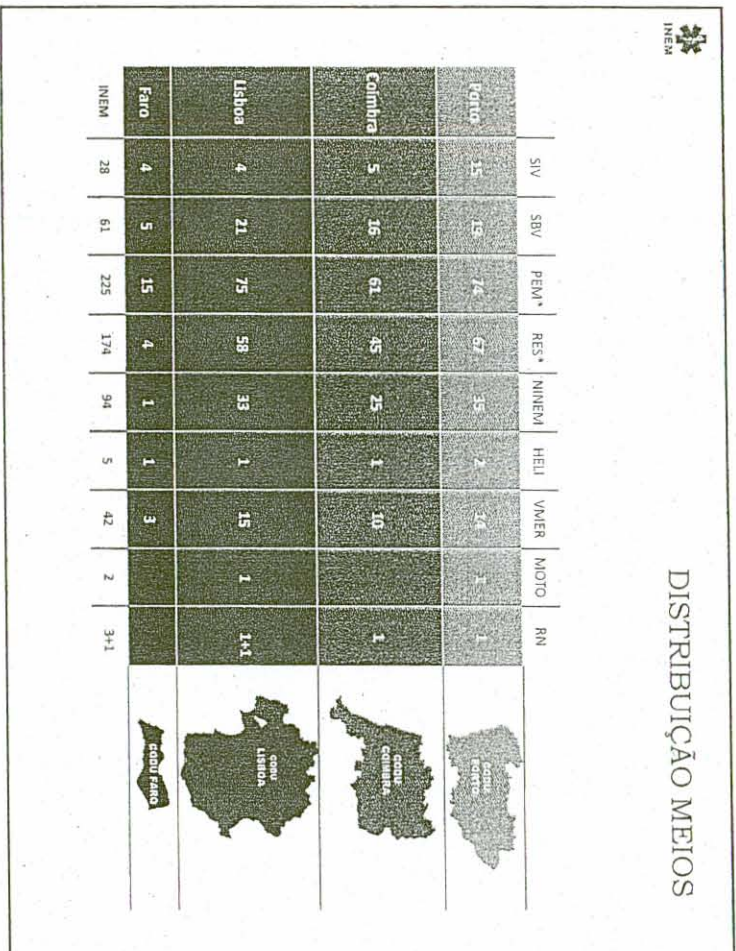 INEM
DISTRIBUIÇÃO MEIOS
SIV SBV PEM* RES* NINEM HELI VMER MOTO RN
Porto 15 19 74 67 35 2 14 1 1
CODU PORTO
Coimbra 5 16 61 45 25 1 10 1
CODU COIMBRA
Lisboa 4 21 75 58 33 1 15 1 1+1
CODU LISBOA
Faro 4 5 15 4 1 1 3
CODU FARO
INEM 28 61 225 174 94 5 42 2 3+1